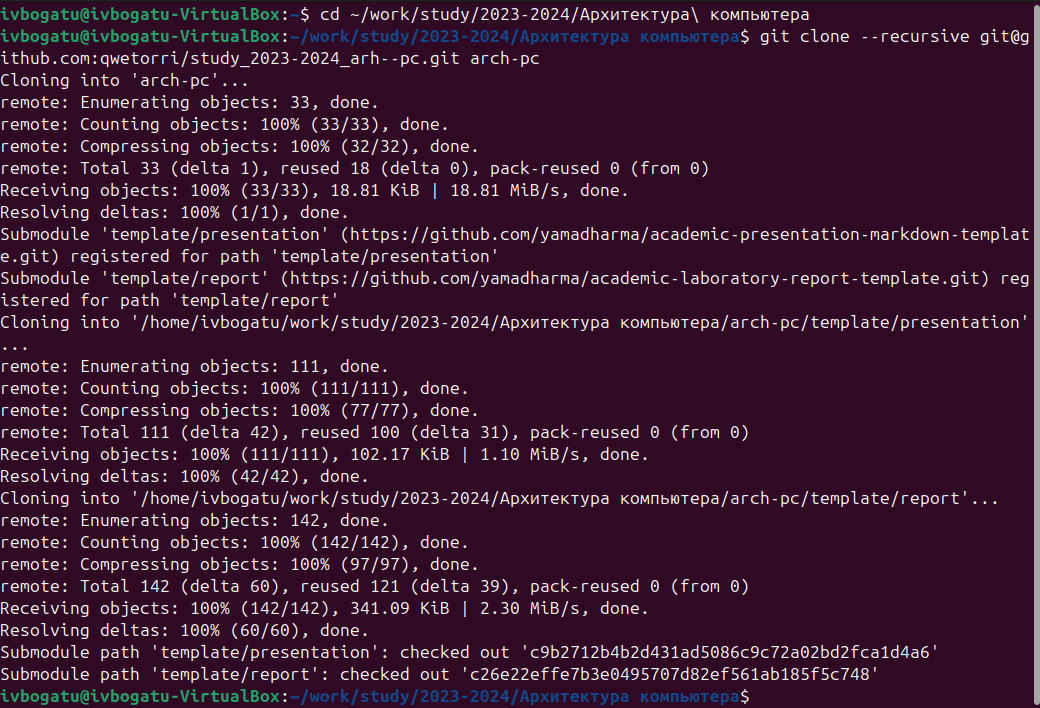 ivbogatu@ivbogatu-VirtualBox:~$ cd ~/work/study/2023-2024/Архитектура\ компьютера
ivbogatu@ivbogatu-VirtualBox:~/work/study/2023-2024/Архитектура компьютера$ git clone --recursive git@g
ithub.com:qwetorri/study_2023-2024_arh--pc.git arch-pc
Cloning into 'arch-pc'...
remote: Enumerating objects: 33, done.
remote: Counting objects: 100% (33/33), done.
remote: Compressing objects: 100% (32/32), done.
remote: Total 33 (delta 1), reused 18 (delta 0), pack-reused 0 (from 0)
Receiving objects: 100% (33/33), 18.81 KiB | 18.81 MiB/s, done.
Resolving deltas: 100% (1/1), done.
Submodule 'template/presentation' (https://github.com/yamadharma/academic-presentation-markdown-templat
e.git) registered for path 'template/presentation'
Submodule 'template/report' (https://github.com/yamadharma/academic-laboratory-report-template.git) reg
istered for path 'template/report'
Cloning into '/home/ivbogatu/work/study/2023-2024/Архитектура компьютера/arch-pc/template/presentation'
...
remote: Enumerating objects: 111, done.
remote: Counting objects: 100% (111/111), done.
remote: Compressing objects: 100% (77/77), done.
remote: Total 111 (delta 42), reused 100 (delta 31), pack-reused 0 (from 0)
Receiving objects: 100% (111/111), 102.17 KiB | 1.10 MiB/s, done.
Resolving deltas: 100% (42/42), done.
Cloning into '/home/ivbogatu/work/study/2023-2024/Архитектура компьютера/arch-pc/template/report'...
remote: Enumerating objects: 142, done.
remote: Counting objects: 100% (142/142), done.
remote: Compressing objects: 100% (97/97), done.
remote: Total 142 (delta 60), reused 121 (delta 39), pack-reused 0 (from 0)
Receiving objects: 100% (142/142), 341.09 KiB | 2.30 MiB/s, done.
Resolving deltas: 100% (60/60), done.
Submodule path 'template/presentation': checked out 'c9b2712b4b2d431ad5086c9c72a02bd2fca1d4a6'
Submodule path 'template/report': checked out 'c26e22effe7b3e0495707d82ef561ab185f5c748'
ivbogatu@ivbogatu-VirtualBox:~/work/study/2023-2024/Архитектура компьютера$